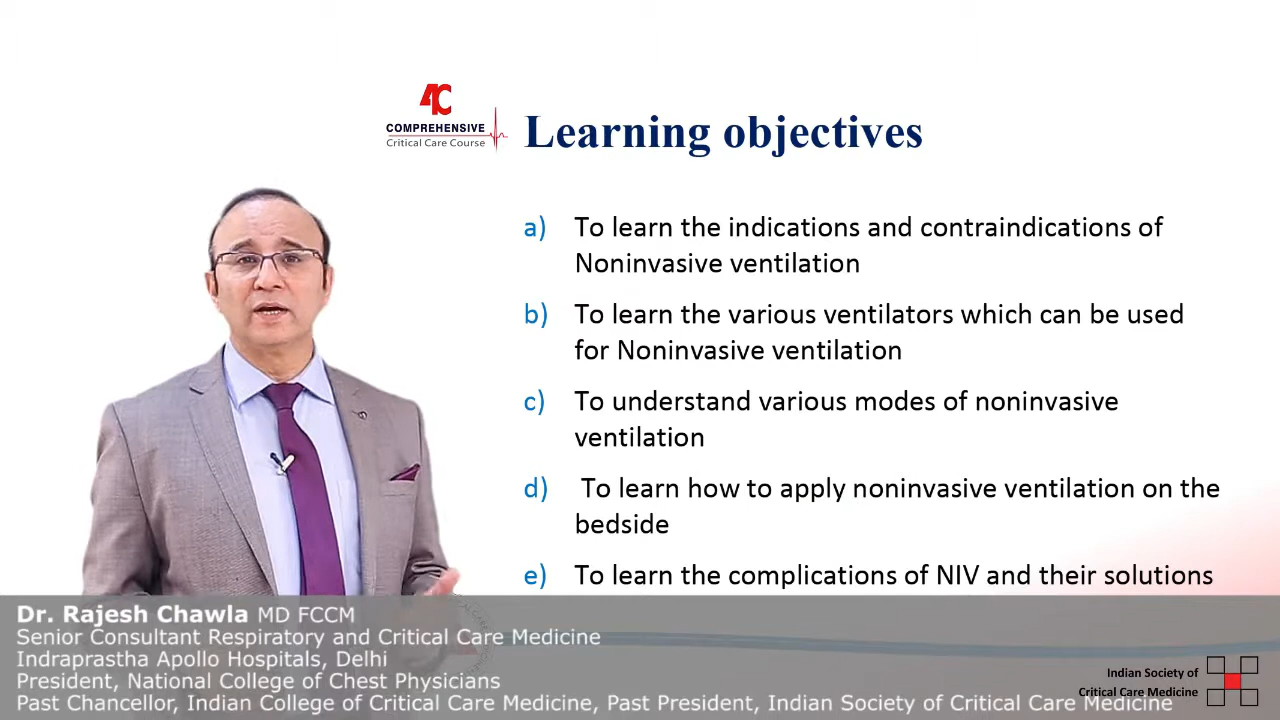 4C
COMPREHENSIVE
Critical Care Course
Learning objectives
a) To learn the indications and contraindications of
Noninvasive ventilation
b) To learn the various ventilators which can be used
for Noninvasive ventilation
c) To understand various modes of noninvasive
ventilation
d) To learn how to apply noninvasive ventilation on the
bedside
e) To learn the complications of NIV and their solutions
Dr. Rajesh Chawla MD FCCM
Senior Consultant Respiratory and Critical Care Medicine
Indraprastha Apollo Hospitals, Delhi
President, National College of Chest Physicians
Past Chancellor, Indian College of Critical Care Medicine, Past President, Indian Society of Critical Care Medicine
Indian Society of
Critical Care Medicine